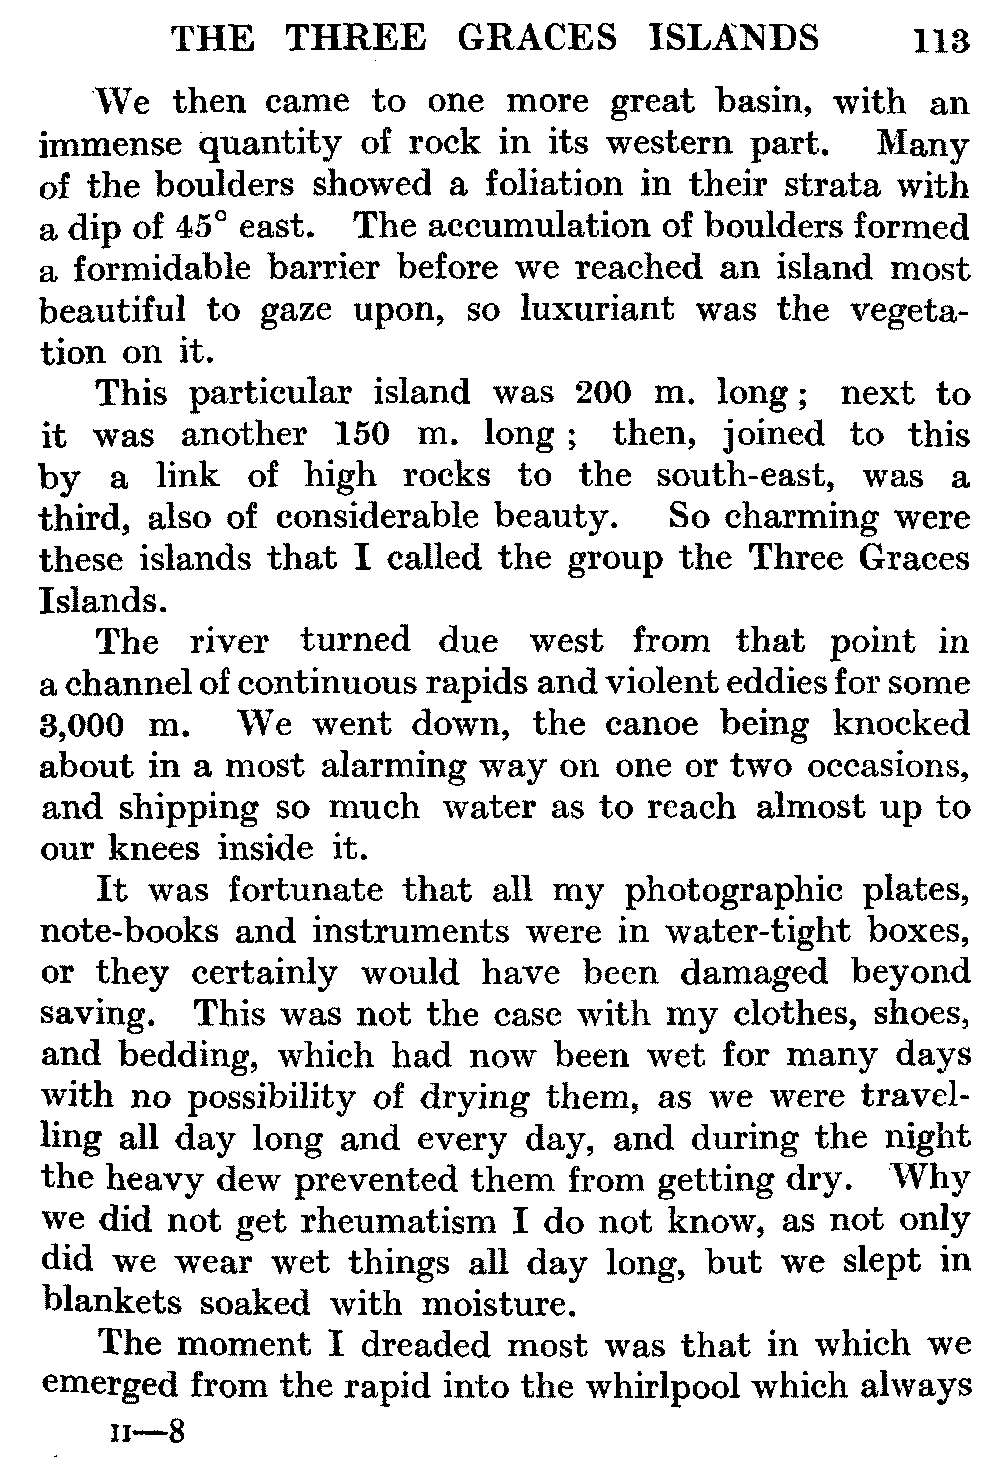 THE THREE GRACES ISLANDS 113
We then came to one more great basin, with an
immense quantity of rock in its western part. Many
of the boulders showed a foliation in their strata with
a dip of 45° east. The accumulation of boulders formed
a formidable barrier before we reached an island most
beautiful to gaze upon, so luxuriant was the vegeta-
tion on it.
This particular island was 200 m. long; next to
it was another 150 m. long; then, joined to this
by a link of high rocks to the south-east, was a
third, also of considerable beauty. So charming were
these islands that I called the group the Three Graces
Islands.
The river turned due west from that point in
a channel of continuous rapids and violent eddies for some
3,000 m. We went down, the canoe being knocked
about in a most alarming way on one or two occasions,
and shipping so much water as to reach almost up to
our knees inside it.
It was fortunate that all my photographic plates,
note-books and instruments were in water-tight boxes,
or they certainly would have been damaged beyond
saving. This was not the case with my clothes, shoes,
and bedding, which had now been wet for many days
with no possibility of drying them, as we were travel-
ling all day long and every day, and during the night
the heavy dew prevented them from getting dry. Why
we did not get rheumatism I do not know, as not only
did we wear wet things all day long, but we slept in
blankets soaked with moisture.
The moment I dreaded most was that in which we
emerged from the rapid into the whirlpool which always
II—8